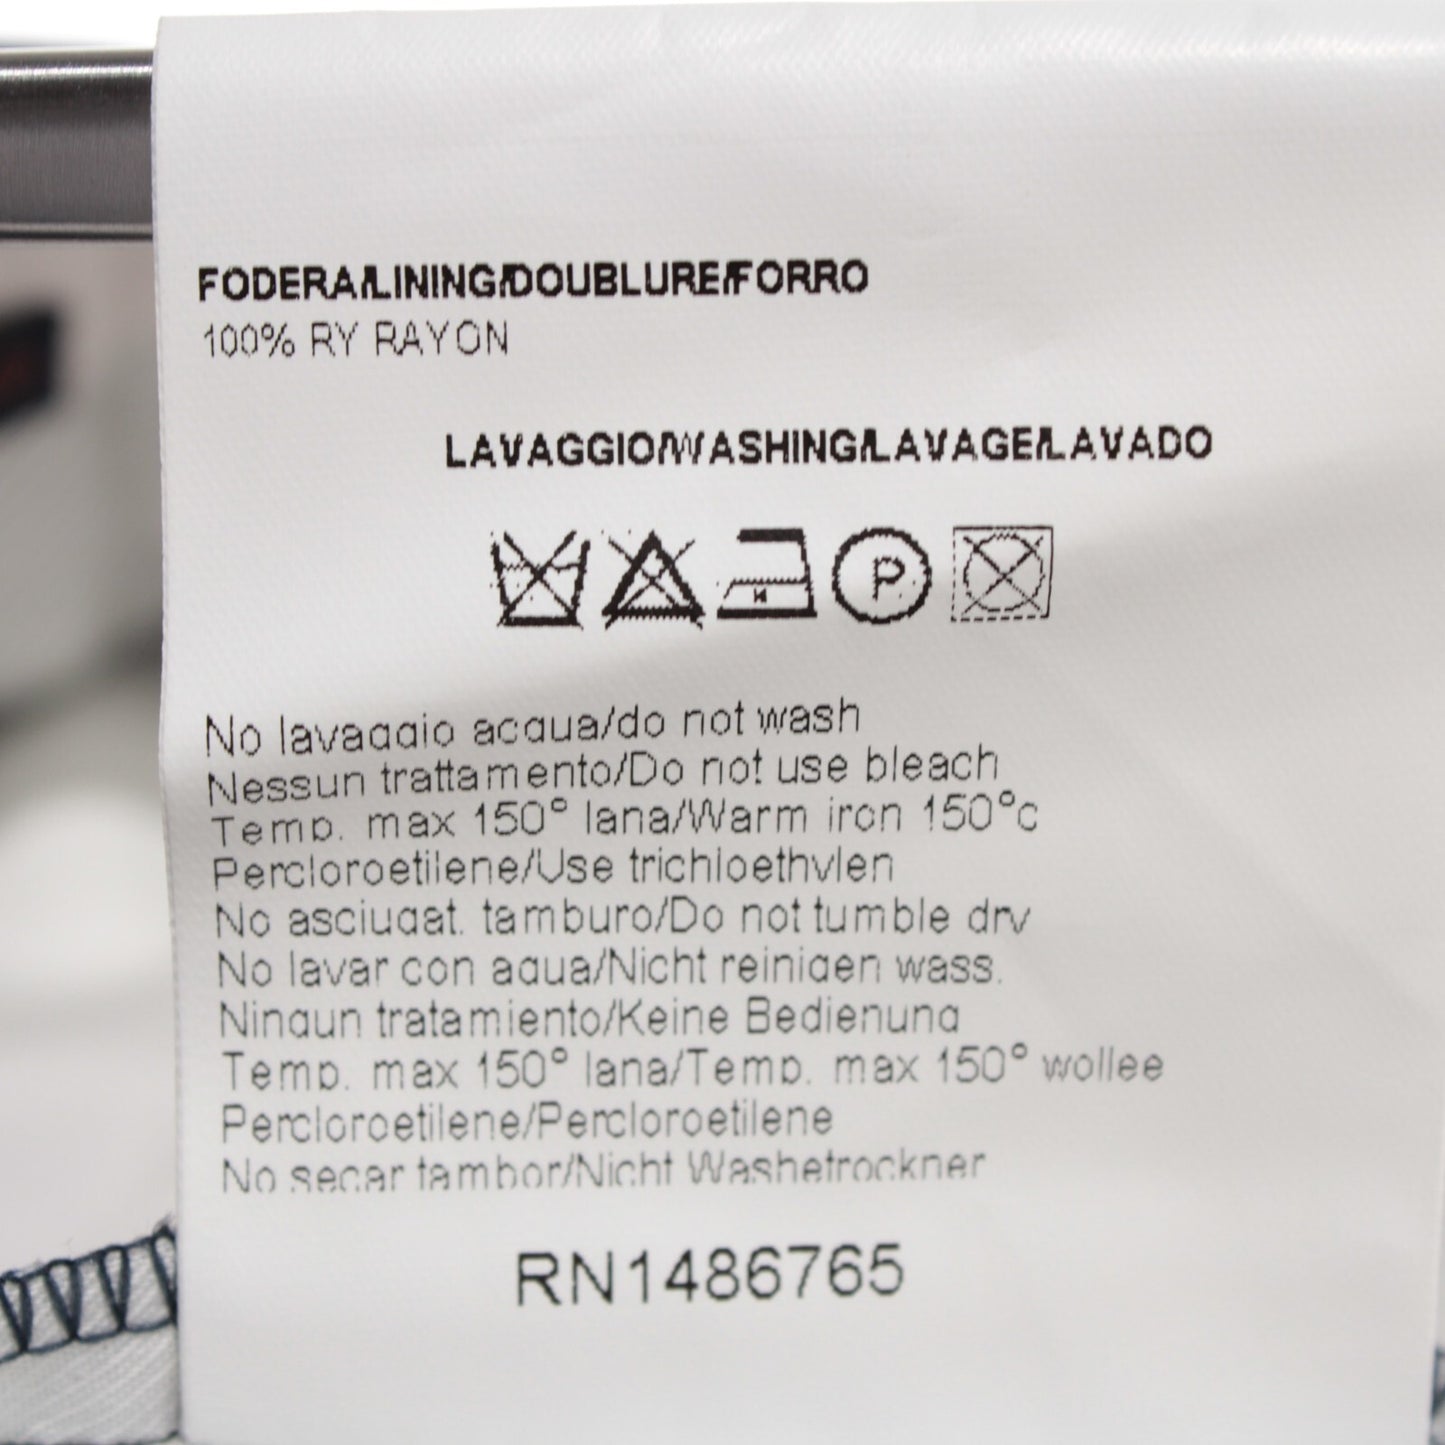 FODERA/LINING/DOUBLURE/FORRO
100% RY RAYON
LAVAGGIO/WASHING/LAVAGE/LAVADO
P
No lavaggio acqua/do not wash
Nessun trattamento/Do not use bleach
Temp. max 150° lana/Warm iron 150°c
Percloroetilene/Use trichloethylen
No asciugat. tamburo/Do not tumble dry
No lavar con agua/Nicht reinigen wass.
Ningun tratamiento/Keine Bedienung
Temp. max 150° lana/Temp. max 150° wollee
Percloroetilene/Percloroetilene
No secar tambor/Nicht Washetrockner
RN1486765